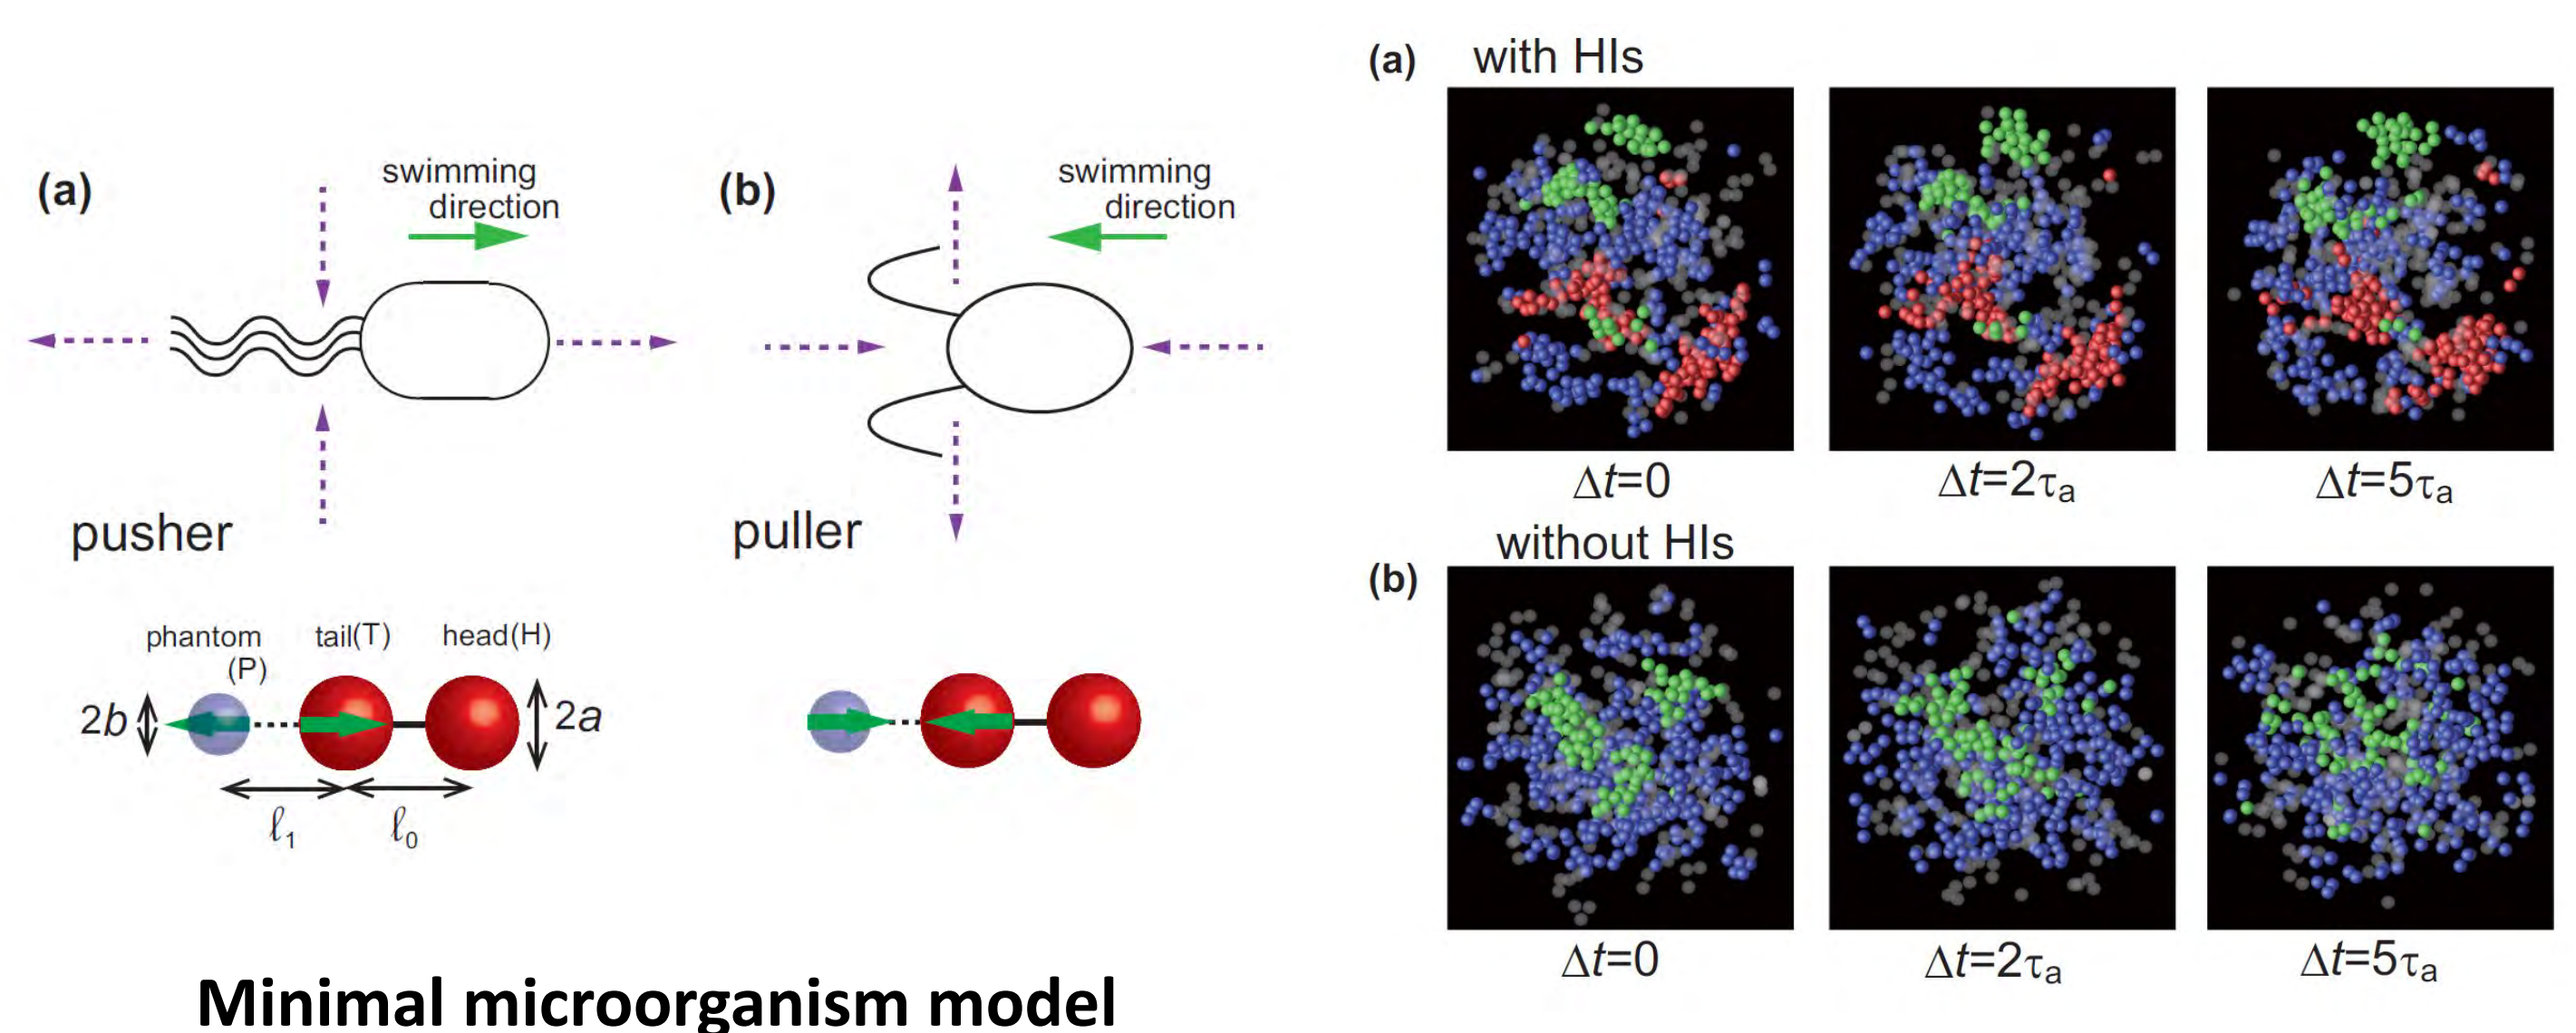 (a)
swimming
direction
pusher
(b)
swimming
direction
puller
phantom
(P)
tail(T)
head(H)
2b
2a
ℓ₁
ℓ₀
Minimal microorganism model
(a) with HIs
Δt=0
Δt=2τₐ
Δt=5τₐ
without HIs
(b)
Δt=0
Δt=2τₐ
Δt=5τₐ